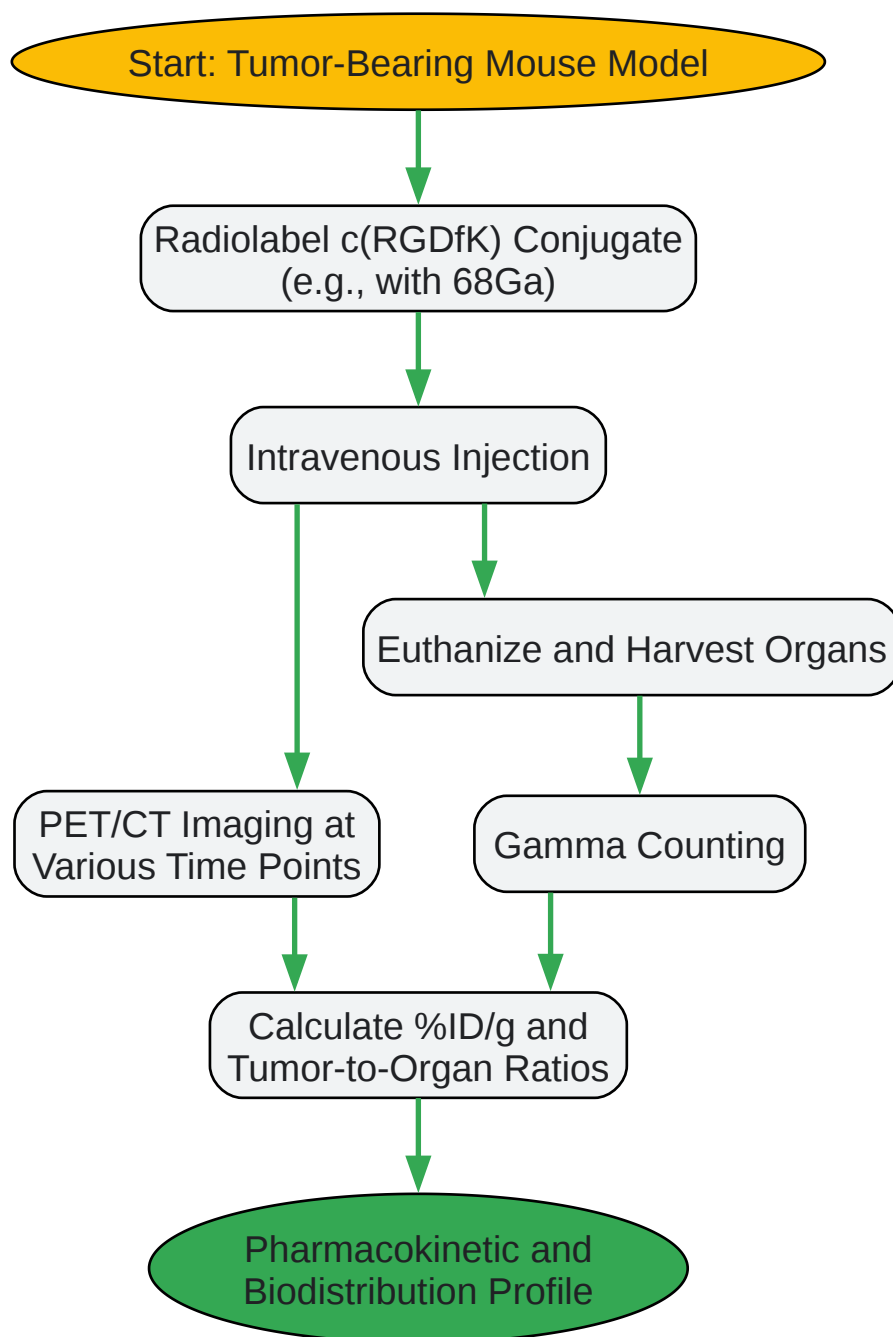 Start: Tumor-Bearing Mouse Model
Radiolabel c(RGDfK) Conjugate
(e.g., with 68Ga)
Intravenous Injection
Euthanize and Harvest Organs
PET/CT Imaging at
Various Time Points
Gamma Counting
Calculate %ID/g and
Tumor-to-Organ Ratios
Pharmacokinetic and
Biodistribution Profile